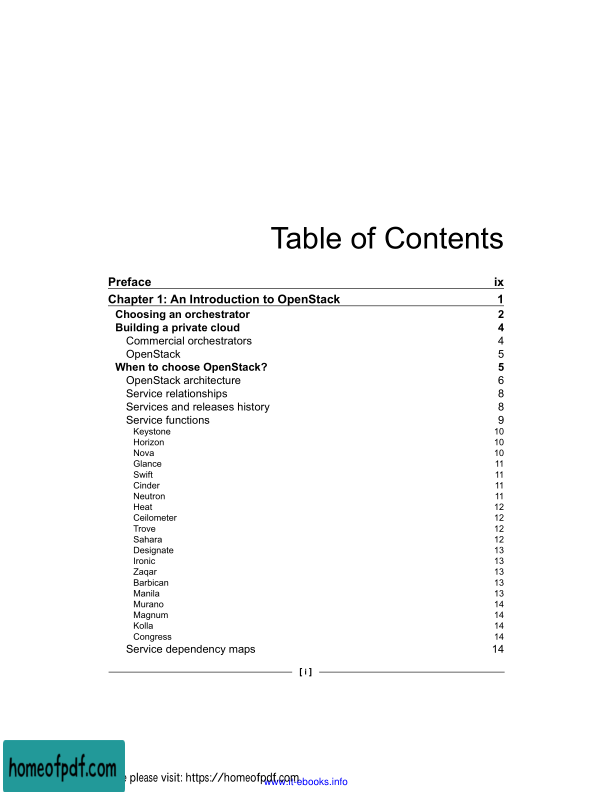 Table of Contents
Preface ix
Chapter 1: An Introduction to OpenStack 1
Choosing an orchestrator 2
Building a private cloud 4
Commercial orchestrators 4
OpenStack 5
When to choose OpenStack? 5
OpenStack architecture 6
Service relationships 8
Services and releases history 8
Service functions 9
Keystone 10
Horizon 10
Nova 10
Glance 11
Swift 11
Cinder 11
Neutron 11
Heat 12
Ceilometer 12
Trove 12
Sahara 12
Designate 13
Ironic 13
Zaqar 13
Barbican 13
Manila 13
Murano 14
Magnum 14
Kolla 14
Congress 14
Service dependency maps 14
[ i ]
homeofpdf.com
please visit: https://homeofpdf.com
www.it-ebooks.info